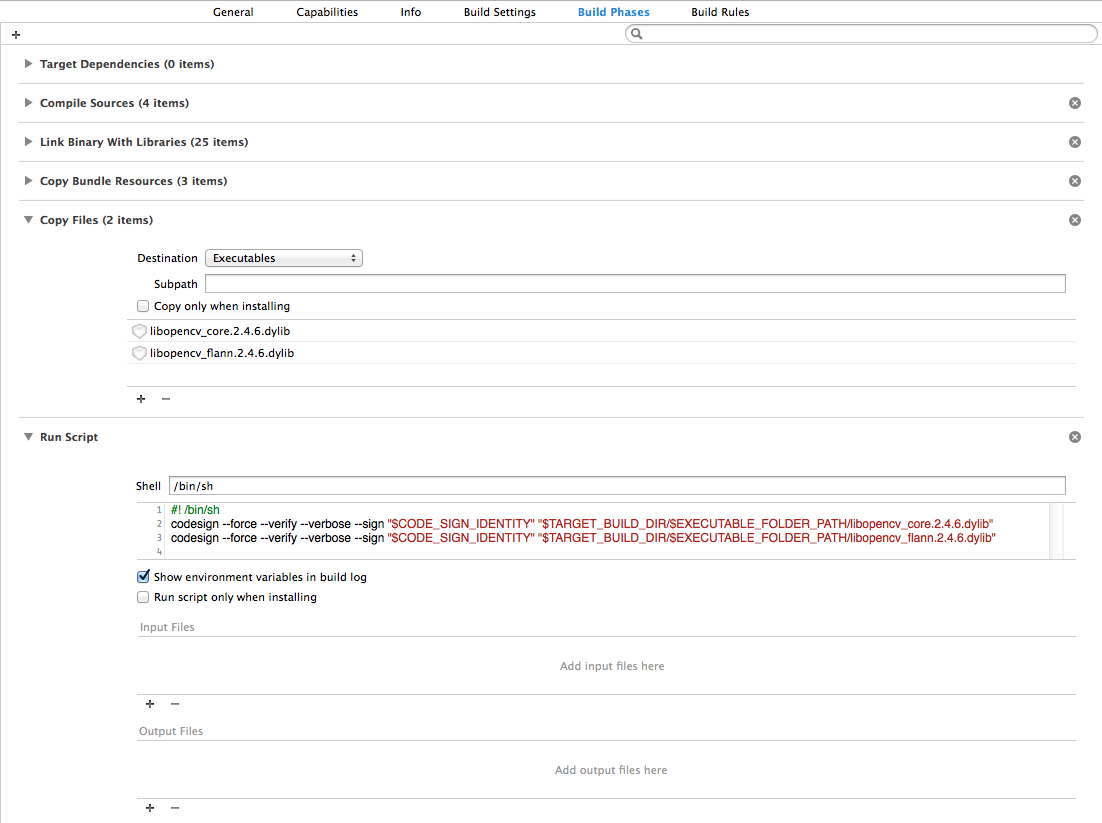 General Capabilities Info Build Settings Build Phases Build Rules
Target Dependencies (0 items)
Compile Sources (4 items)
Link Binary With Libraries (25 items)
Copy Bundle Resources (3 items)
Copy Files (2 items)
Destination Executables
Subpath
Copy only when installing
libopencv_core.2.4.6.dylib
libopencv_flann.2.4.6.dylib
Run Script
Shell /bin/sh
1 #! /bin/sh
2 codesign --force --verify --verbose --sign "$CODE_SIGN_IDENTITY" "$TARGET_BUILD_DIR/$EXECUTABLE_FOLDER_PATH/libopencv_core.2.4.6.dylib"
3 codesign --force --verify --verbose --sign "$CODE_SIGN_IDENTITY" "$TARGET_BUILD_DIR/$EXECUTABLE_FOLDER_PATH/libopencv_flann.2.4.6.dylib"
4
Show environment variables in build log
Run script only when installing
Input Files
Add input files here
Output Files
Add output files here